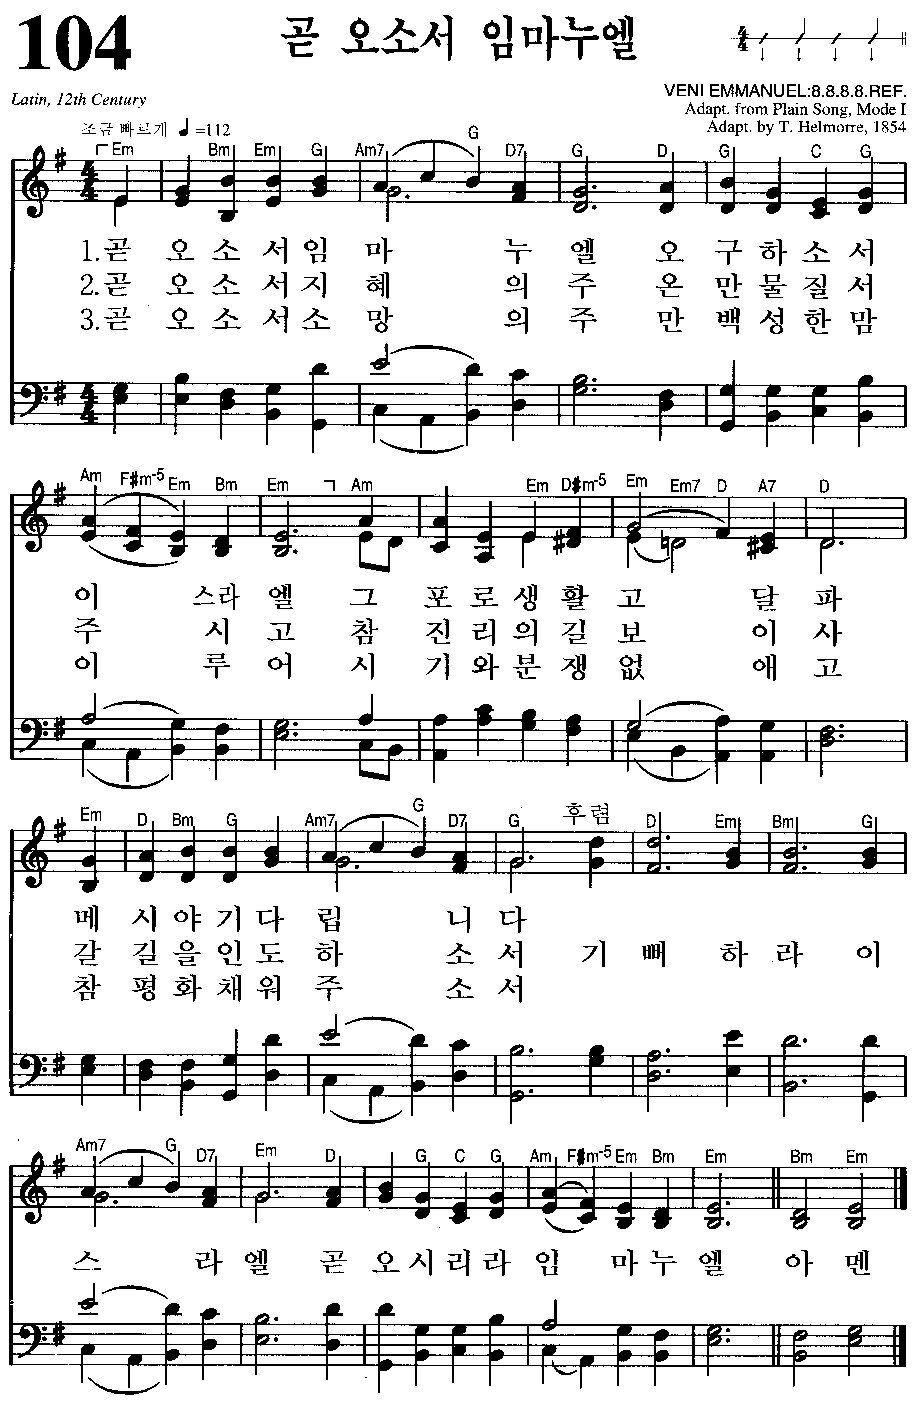 104
곧 오소서 임마누엘
Latin, 12th Century
VENI EMMANUEL:8.8.8.8.REF.
Adapt. from Plain Song, Mode I
Adapt. by T. Helmorre, 1854
조금 빠르게 ♩=112
Em Bm Em G Am7 G D7 G D G C G
1.곧 오 소 서 임 마 누 엘 오 구 하 소 서
2.곧 오 소 서 지 혜 의 주 온 만 물 질 서
3.곧 오 소 서 소 망 의 주 만 백 성 한 맘
Am F#m-5 Em Bm Em Am Em D#m-5 Em Em7 D A7 D
이 스라 엘 그 포 로 생 활 고 달 파
주 시 고 참 진 리 의 길 보 이 사
이 루 어 시 기 와 분 쟁 없 애 고
Em D Bm G Am7 G D7 G 후렴 D Em Bm G
메 시 야 기 다 립 니 다
갈 길 을 인 도 하 소 서 기 뻐 하 라 이
참 평 화 채 워 주 소 서
Am7 G D7 Em D G C G Am F#m-5 Em Bm Em Bm Em
스 라 엘 곧 오 시 리 라 임 마 누 엘 아 멘